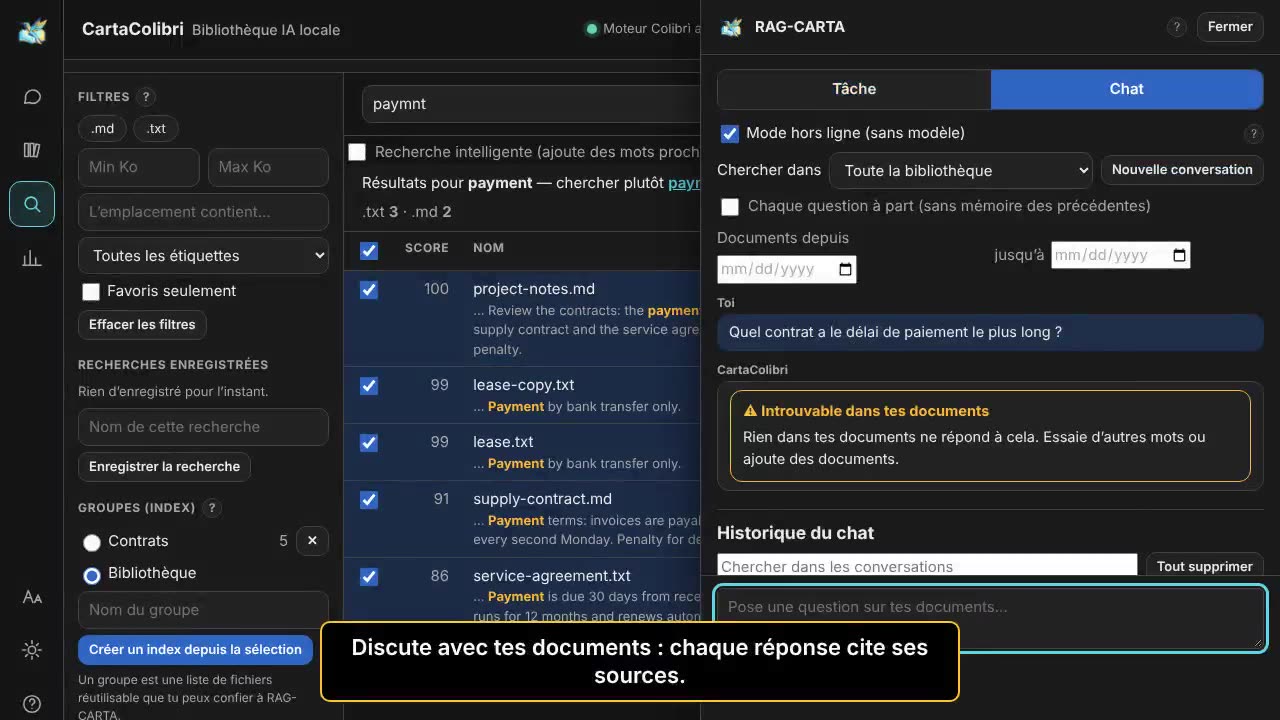 CartaColibri Bibliothèque IA locale
Moteur Colibri a
FILTRES ?
.md .txt
Min Ko Max Ko
L'emplacement contient…
Toutes les étiquettes
Favoris seulement
Effacer les filtres
RECHERCHES ENREGISTRÉES
Rien d'enregistré pour l'instant.
Nom de cette recherche
Enregistrer la recherche
GROUPES (INDEX) ?
Contrats 5 ✕
Bibliothèque
Nom du groupe
Créer un index depuis la sélection
Un groupe est une liste de fichiers
réutilisable que tu peux confier à RAG-
CARTA.
paymnt
Recherche intelligente (ajoute des mots proch
Résultats pour payment — chercher plutôt payr
.txt 3 · .md 2
SCORE NOM
100 project-notes.md
… Review the contracts: the paymen
supply contract and the service agre
penalty.
99 lease-copy.txt
… Payment by bank transfer only.
99 lease.txt
… Payment by bank transfer only.
91 supply-contract.md
… Payment terms: invoices are payal
every second Monday. Penalty for de
86 service-agreement.txt
… Payment is due 30 days from rece
runs for 12 months and renews auton
RAG-CARTA ? Fermer
Tâche Chat
Mode hors ligne (sans modèle) ?
Chercher dans Toute la bibliothèque Nouvelle conversation
Chaque question à part (sans mémoire des précédentes)
Documents depuis
mm/dd/yyyy jusqu'à mm/dd/yyyy
Toi
Quel contrat a le délai de paiement le plus long ?
CartaColibri
⚠ Introuvable dans tes documents
Rien dans tes documents ne répond à cela. Essaie d'autres mots ou
ajoute des documents.
Historique du chat
Chercher dans les conversations Tout supprimer
Pose une question sur tes documents…
Discute avec tes documents : chaque réponse cite ses
sources.